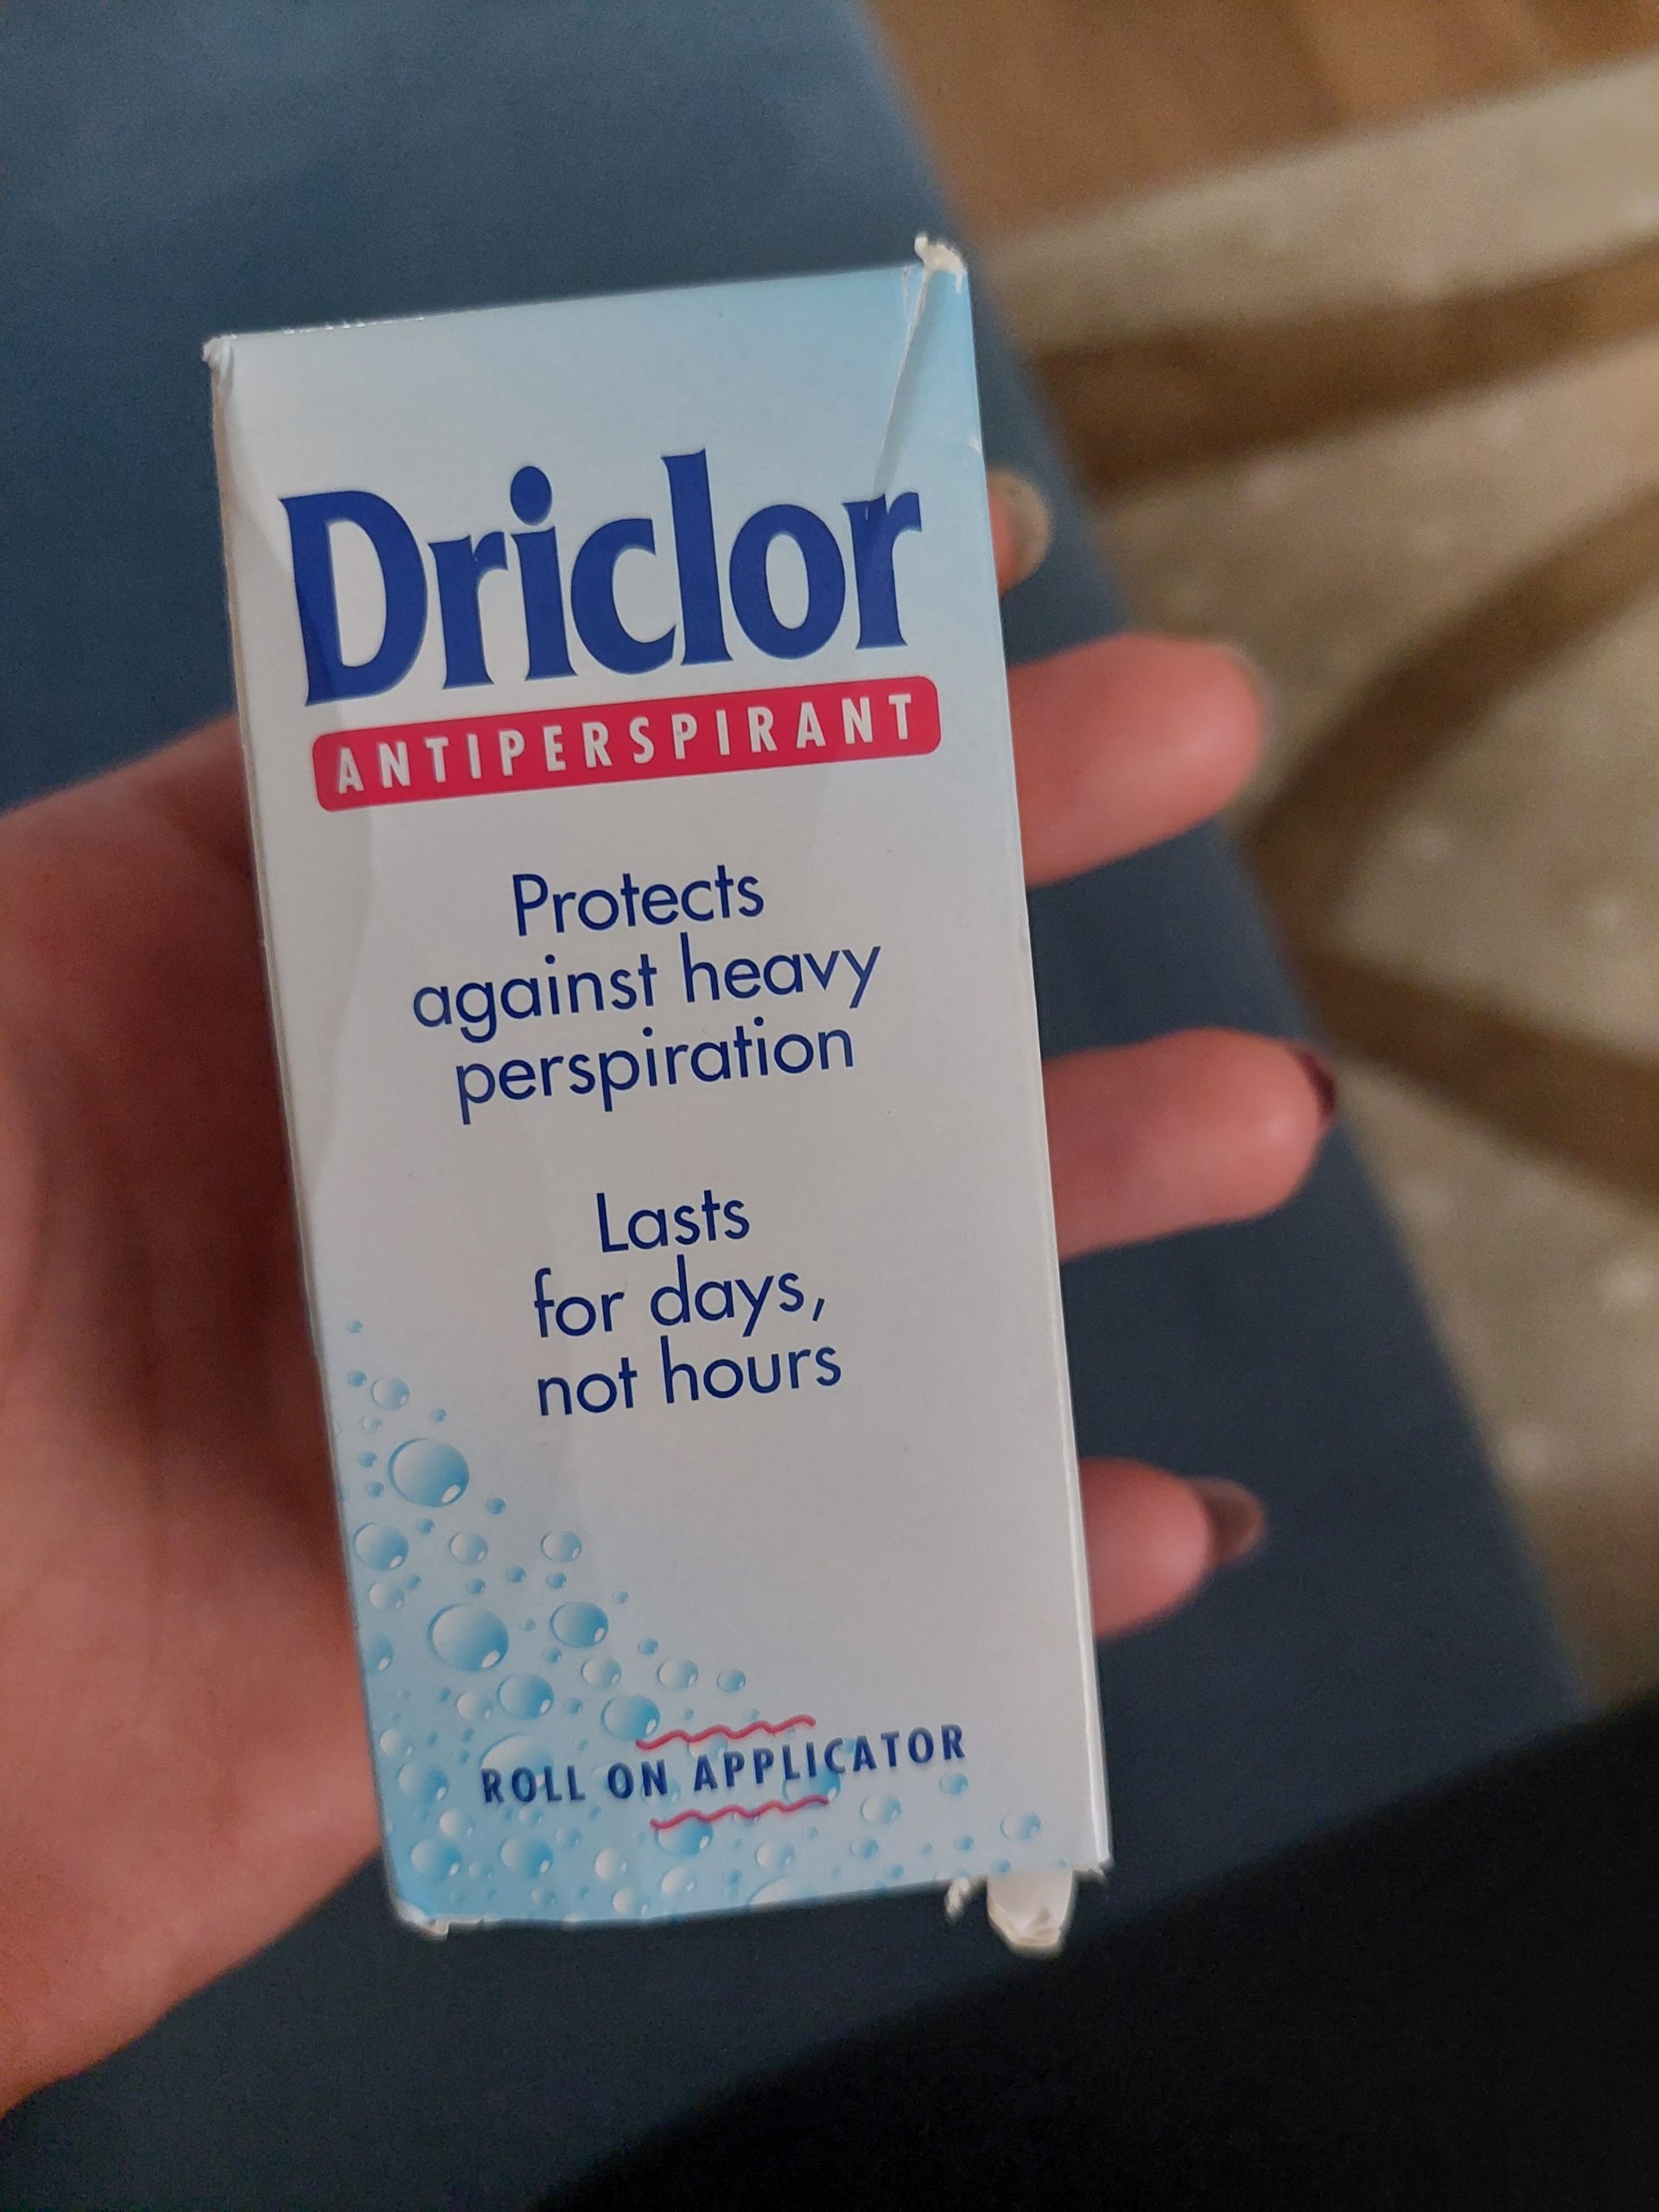 Driclor
ANTIPERSPIRANT
Protects
against heavy
perspiration
Lasts
for days,
not hours
ROLL ON APPLICATOR